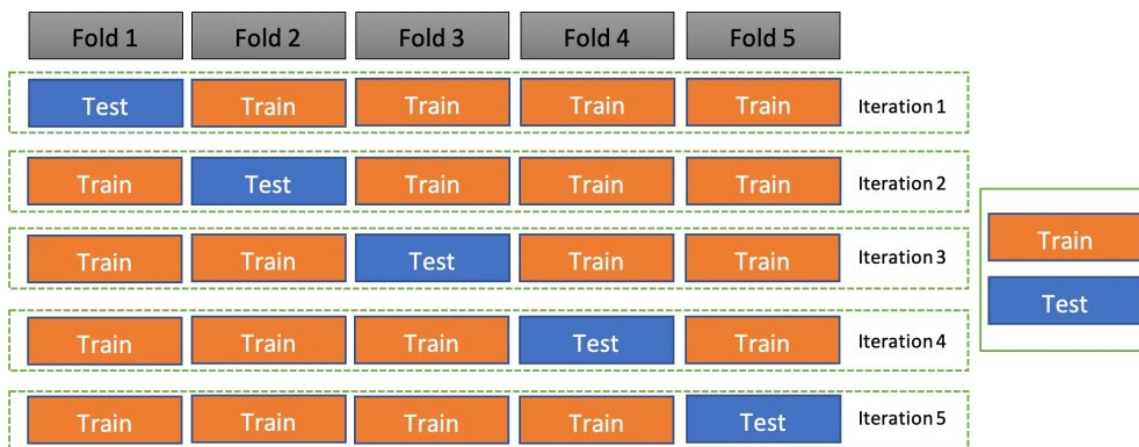 Fold 1 Fold 2 Fold 3 Fold 4 Fold 5
Test Train Train Train Train Iteration 1
Train Test Train Train Train Iteration 2
Train Train Test Train Train Iteration 3
Train Train Train Test Train Iteration 4
Train Train Train Train Test Iteration 5
Train
Test